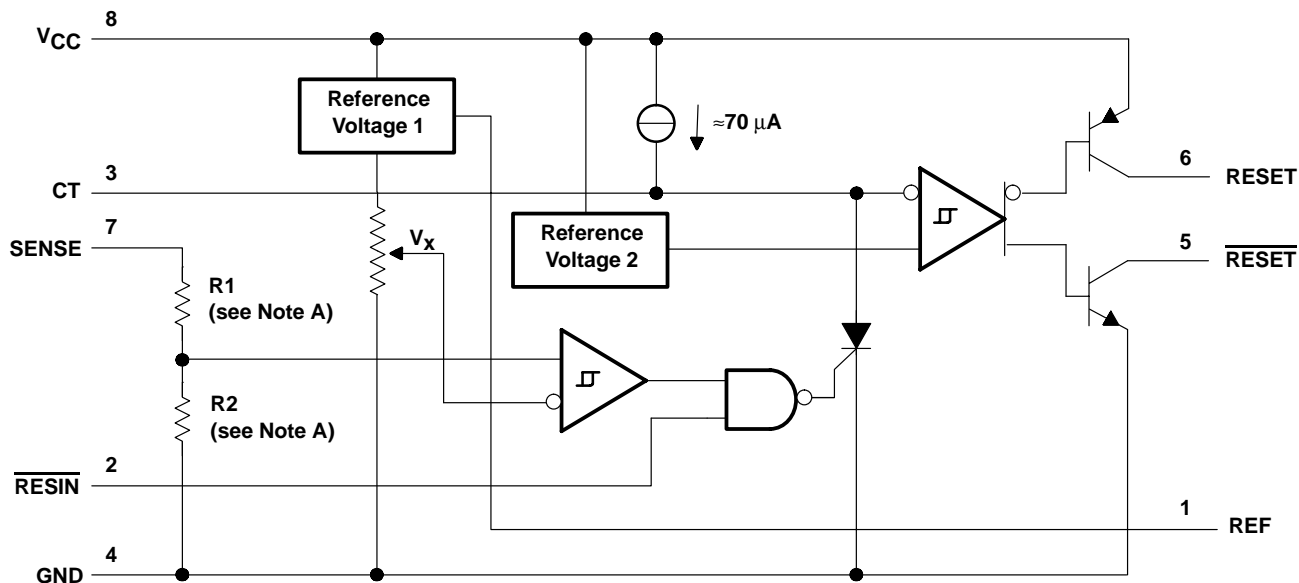 8
VCC
Reference
Voltage 1
≈70 μA
3
CT
6
RESET
7
SENSE
VX
Reference
Voltage 2
5
RESET
R1
(see Note A)
R2
(see Note A)
2
RESIN
1
REF
4
GND